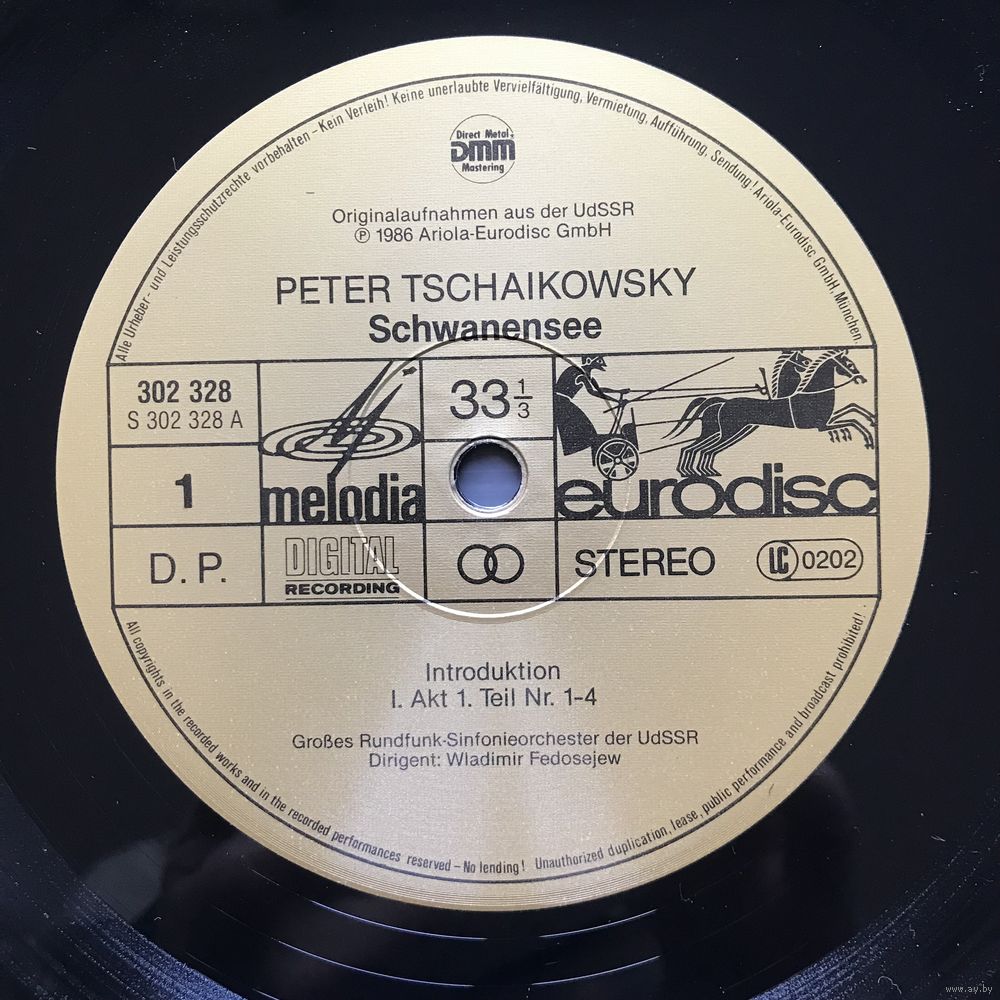 Alle Urheber- und Leistungsschutzrechte vorbehalten – Kein Verleih! Keine unerlaubte Vervielfältigung, Vermietung, Aufführung, Sendung! Ariola-Eurodisc GmbH, München.
Direct Metal
DMM
Mastering
Originalaufnahmen aus der UdSSR
℗ 1986 Ariola-Eurodisc GmbH
PETER TSCHAIKOWSKY
Schwanensee
302 328
S 302 328 A
33 1/3
1
melodia
eurodisc
D. P.
DIGITAL
RECORDING
STEREO
LC 0202
Introduktion
I. Akt 1. Teil Nr. 1-4
Großes Rundfunk-Sinfonieorchester der UdSSR
Dirigent: Wladimir Fedosejew
All copyrights in the recorded works and in the recorded performances reserved – No lending! Unauthorized duplication, lease, public performance and broadcast prohibited!
www.ay.by